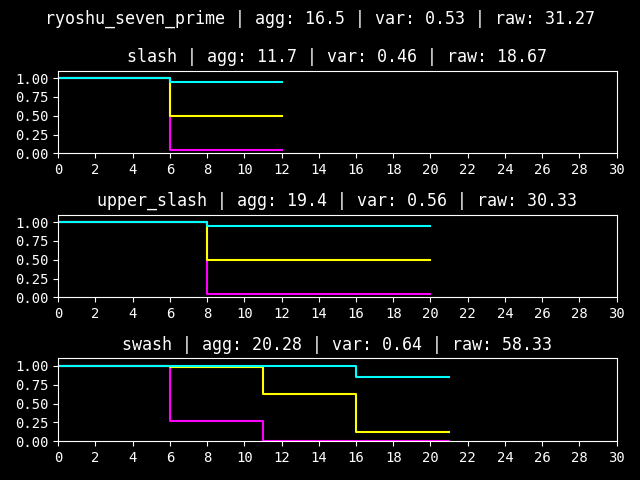 ryoshu_seven_prime | agg: 16.5 | var: 0.53 | raw: 31.27
slash | agg: 11.7 | var: 0.46 | raw: 18.67
1.00
0.75
0.50
0.25
0.00
0 2 4 6 8 10 12 14 16 18 20 22 24 26 28 30
upper_slash | agg: 19.4 | var: 0.56 | raw: 30.33
1.00
0.75
0.50
0.25
0.00
0 2 4 6 8 10 12 14 16 18 20 22 24 26 28 30
swash | agg: 20.28 | var: 0.64 | raw: 58.33
1.00
0.75
0.50
0.25
0.00
0 2 4 6 8 10 12 14 16 18 20 22 24 26 28 30